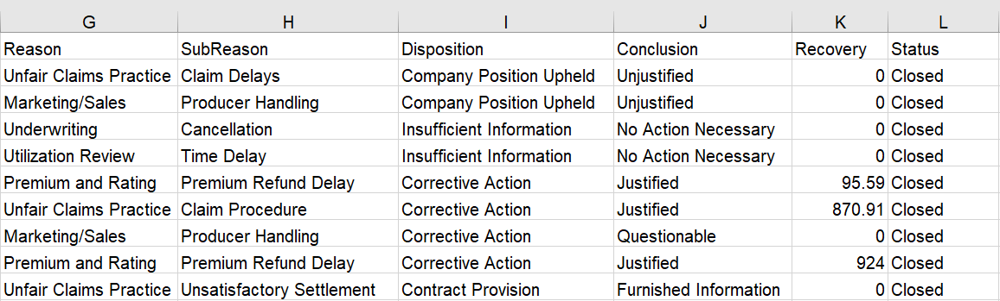 G H I J K L
Reason SubReason Disposition Conclusion Recovery Status
Unfair Claims Practice Claim Delays Company Position Upheld Unjustified 0 Closed
Marketing/Sales Producer Handling Company Position Upheld Unjustified 0 Closed
Underwriting Cancellation Insufficient Information No Action Necessary 0 Closed
Utilization Review Time Delay Insufficient Information No Action Necessary 0 Closed
Premium and Rating Premium Refund Delay Corrective Action Justified 95.59 Closed
Unfair Claims Practice Claim Procedure Corrective Action Justified 870.91 Closed
Marketing/Sales Producer Handling Corrective Action Questionable 0 Closed
Premium and Rating Premium Refund Delay Corrective Action Justified 924 Closed
Unfair Claims Practice Unsatisfactory Settlement Contract Provision Furnished Information 0 Closed